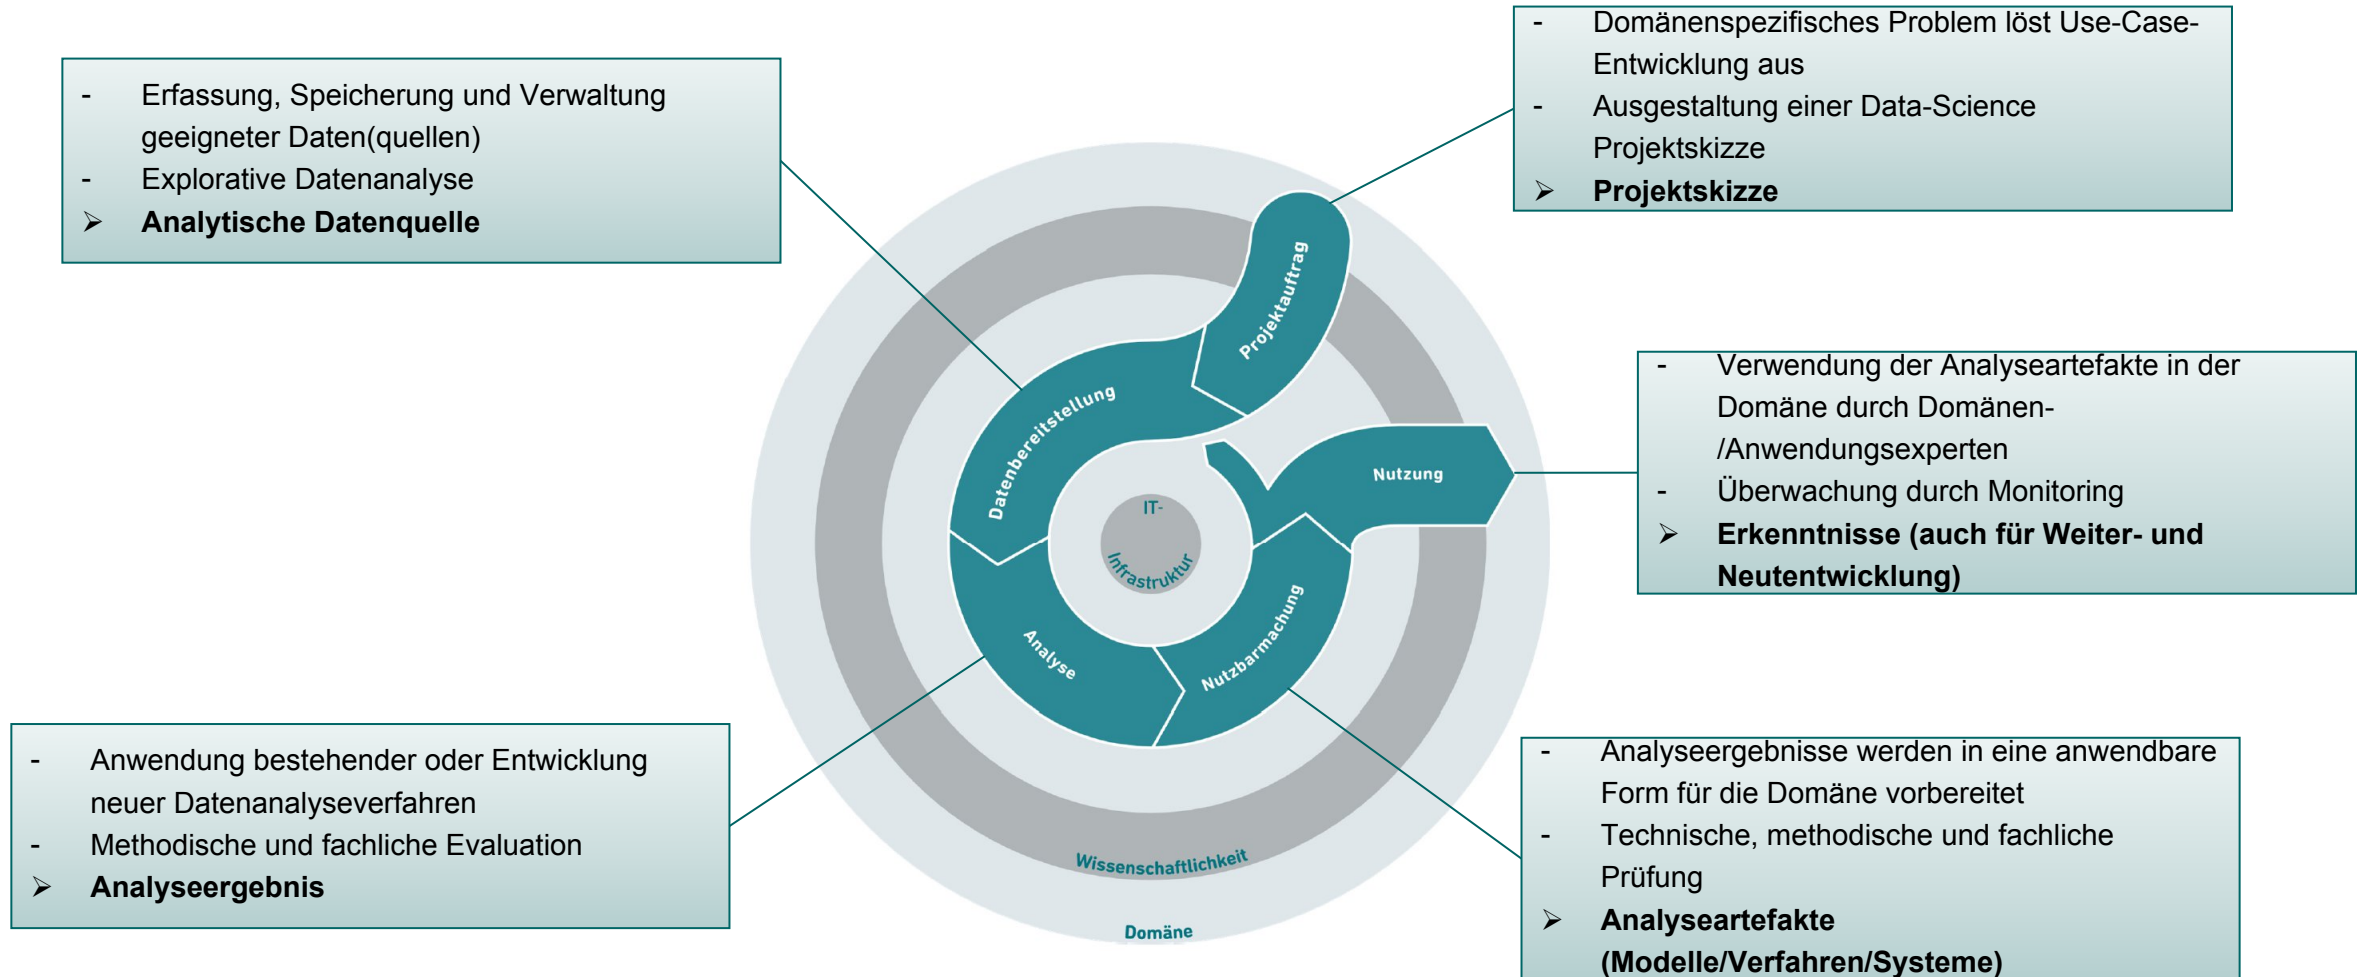 - Erfassung, Speicherung und Verwaltung
geeigneter Daten(quellen)
- Explorative Datenanalyse
➢ Analytische Datenquelle
- Domänenspezifisches Problem löst Use-Case-
Entwicklung aus
- Ausgestaltung einer Data-Science
Projektskizze
➢ Projektskizze
Projektauftrag
Datenbereitstellung
Analyse
Nutzbarmachung
Nutzung
IT-
Infrastruktur
Wissenschaftlichkeit
Domäne
- Verwendung der Analyseartefakte in der
Domäne durch Domänen-
/Anwendungsexperten
- Überwachung durch Monitoring
➢ Erkenntnisse (auch für Weiter- und
Neutentwicklung)
- Anwendung bestehender oder Entwicklung
neuer Datenanalyseverfahren
- Methodische und fachliche Evaluation
➢ Analyseergebnis
- Analyseergebnisse werden in eine anwendbare
Form für die Domäne vorbereitet
- Technische, methodische und fachliche
Prüfung
➢ Analyseartefakte
(Modelle/Verfahren/Systeme)